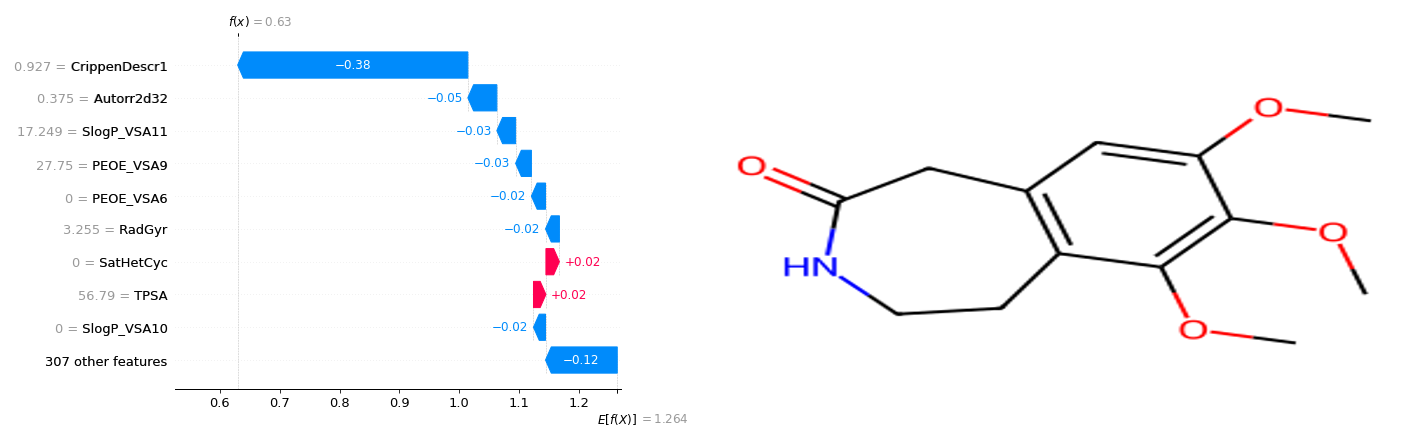 f(x) = 0.63
0.927 = CrippenDescr1 −0.38
0.375 = Autorr2d32 −0.05
17.249 = SlogP_VSA11 −0.03
27.75 = PEOE_VSA9 −0.03
0 = PEOE_VSA6 −0.02
3.255 = RadGyr −0.02
0 = SatHetCyc +0.02
56.79 = TPSA +0.02
0 = SlogP_VSA10 −0.02
307 other features −0.12
0.6 0.7 0.8 0.9 1.0 1.1 1.2
E[f(X)] = 1.264
O
O
HN
O
O